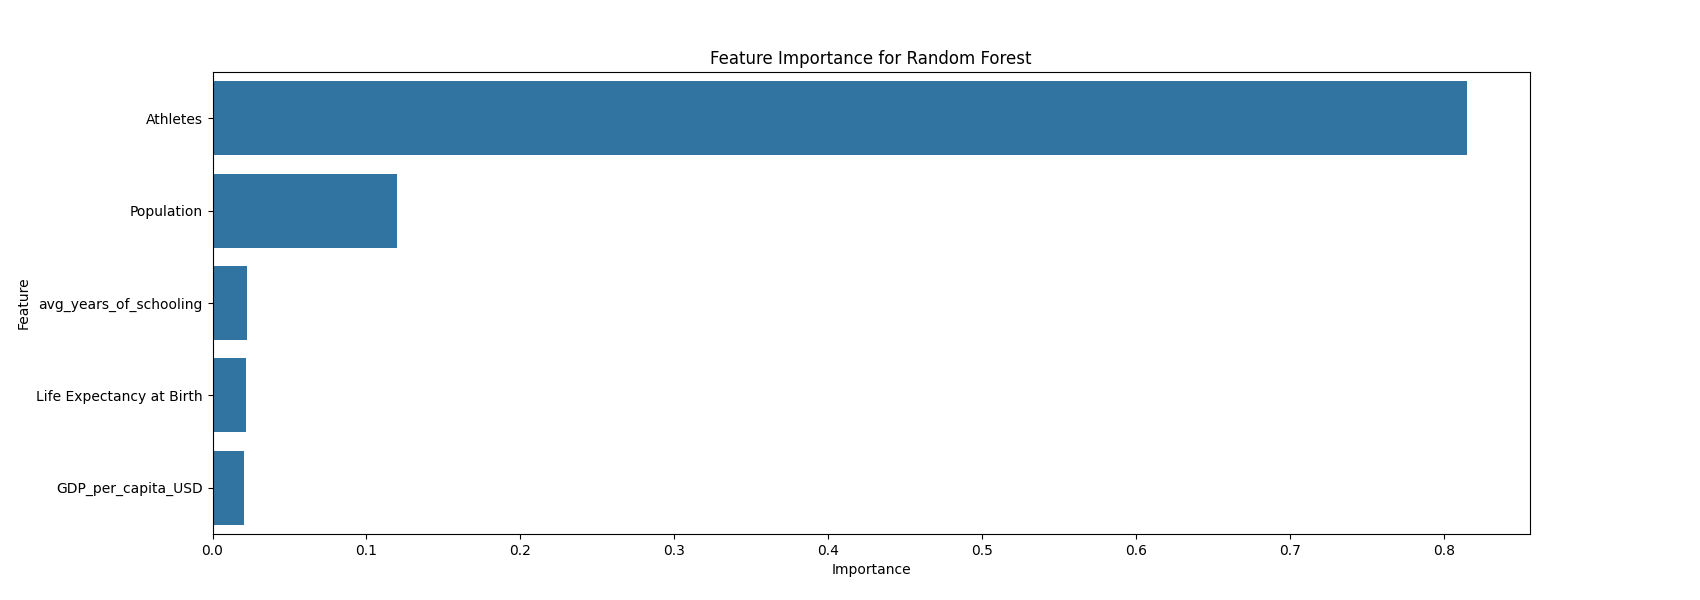 Feature Importance for Random Forest
Athletes
Population
avg_years_of_schooling
Life Expectancy at Birth
GDP_per_capita_USD
Feature
0.0 0.1 0.2 0.3 0.4 0.5 0.6 0.7 0.8
Importance